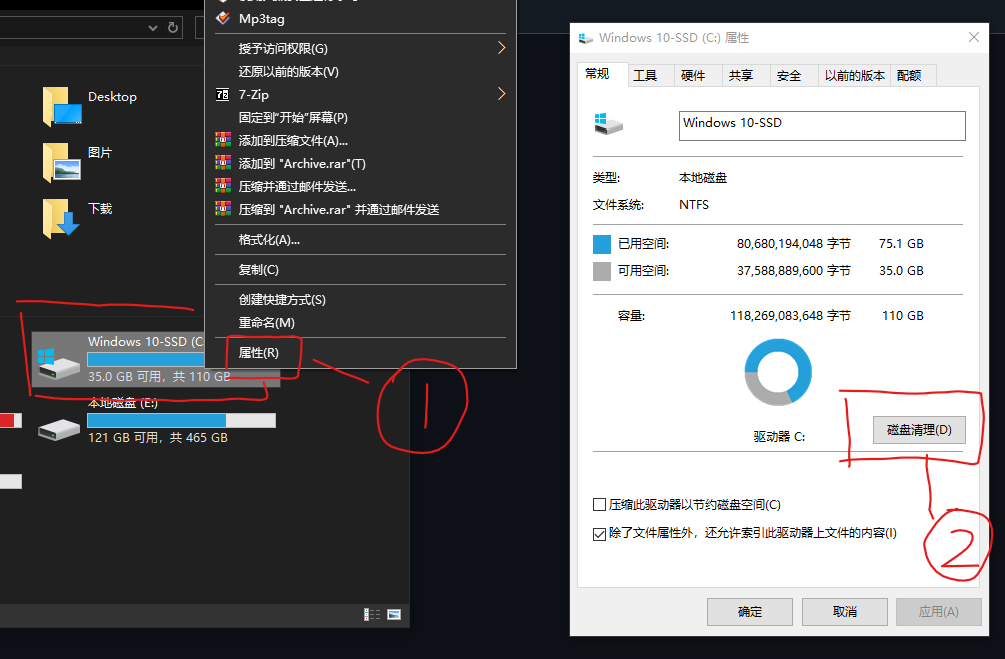 Desktop
图片
下载
Windows 10-SSD (C
35.0 GB 可用，共 110 GB
本地磁盘 (E:)
121 GB 可用，共 465 GB
Mp3tag
授予访问权限(G)
还原以前的版本(V)
7-Zip
固定到"开始"屏幕(P)
添加到压缩文件(A)...
添加到 "Archive.rar"(T)
压缩并通过邮件发送...
压缩到 "Archive.rar" 并通过邮件发送
格式化(A)...
复制(C)
创建快捷方式(S)
重命名(M)
属性(R)
1
Windows 10-SSD (C:) 属性
常规 工具 硬件 共享 安全 以前的版本 配额
Windows 10-SSD
类型: 本地磁盘
文件系统: NTFS
已用空间: 80,680,194,048 字节 75.1 GB
可用空间: 37,588,889,600 字节 35.0 GB
容量: 118,269,083,648 字节 110 GB
驱动器 C: 磁盘清理(D)
压缩此驱动器以节约磁盘空间(C)
除了文件属性外，还允许索引此驱动器上文件的内容(I)
2
确定 取消 应用(A)